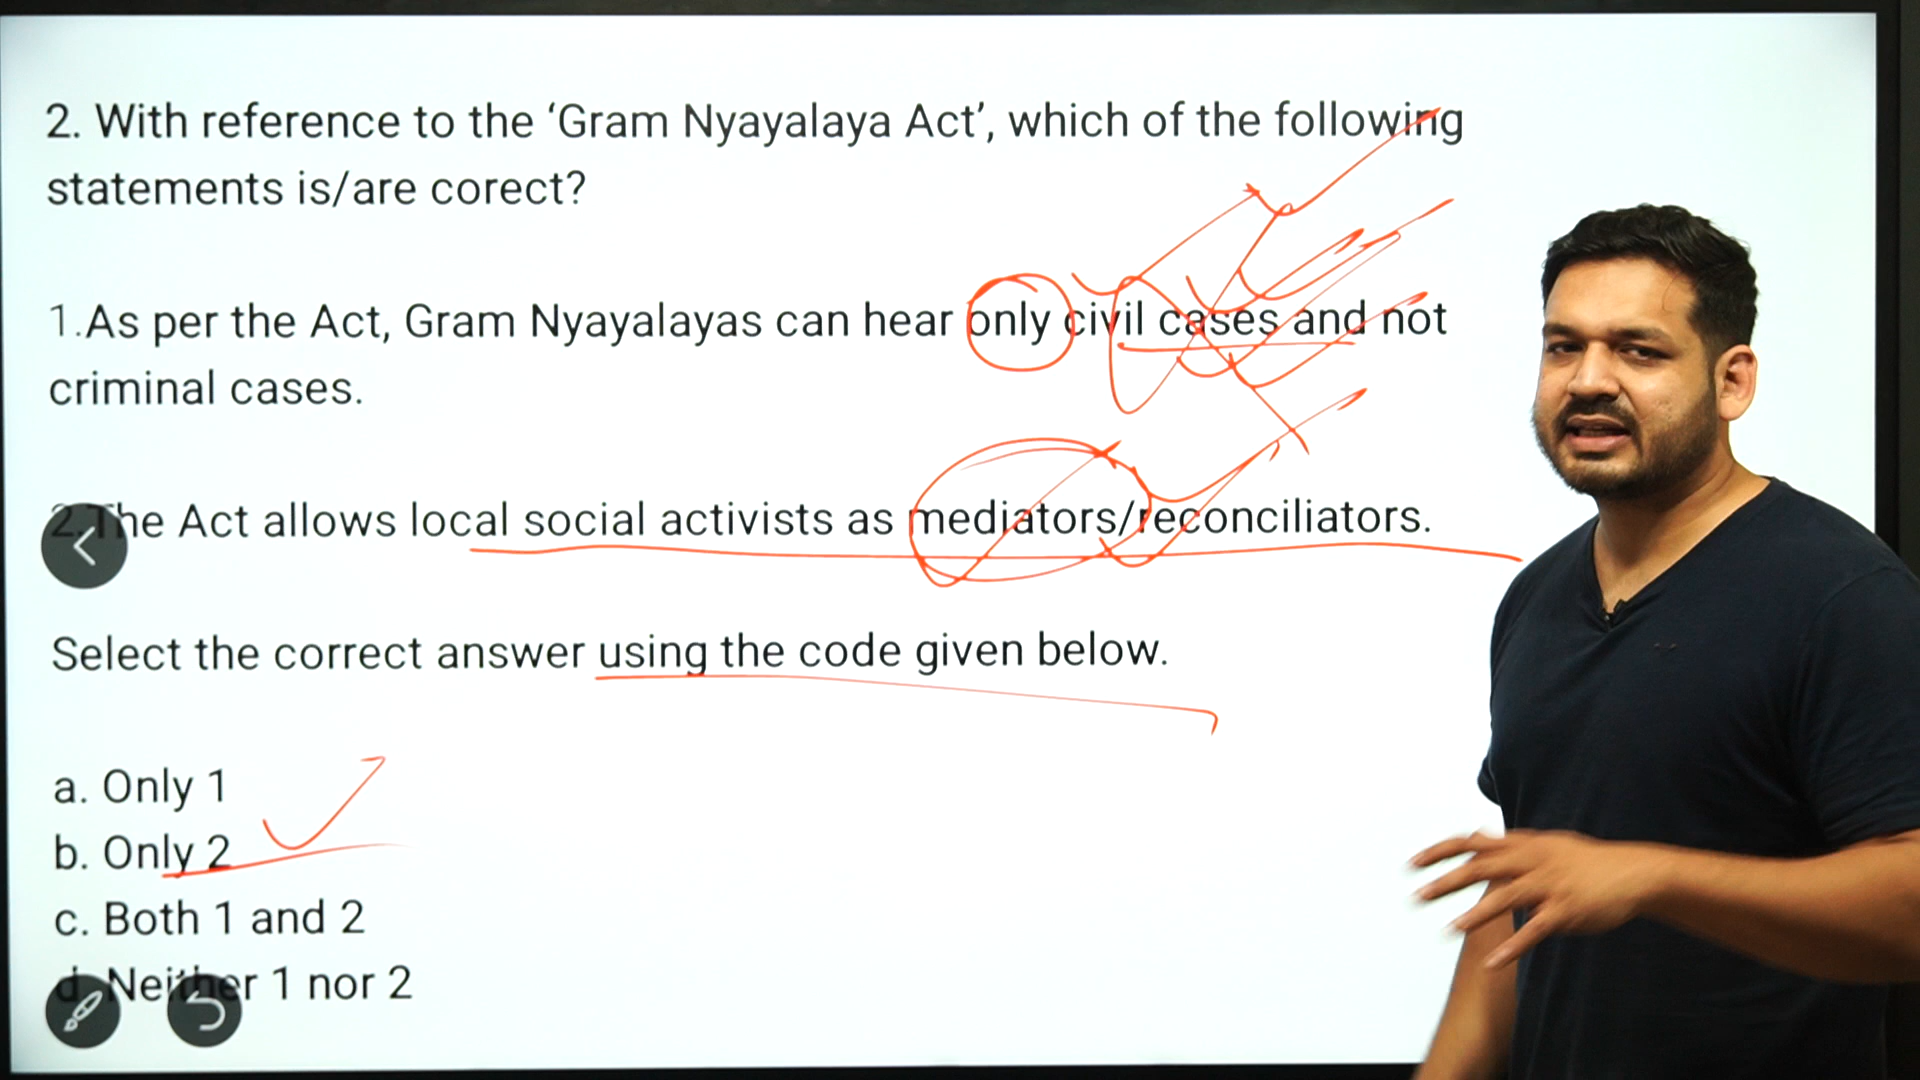 2. With reference to the ‘Gram Nyayalaya Act’, which of the following
statements is/are corect?
1.As per the Act, Gram Nyayalayas can hear only civil cases and not
criminal cases.
2.The Act allows local social activists as mediators/reconciliators.
Select the correct answer using the code given below.
a. Only 1
b. Only 2
c. Both 1 and 2
d. Neither 1 nor 2